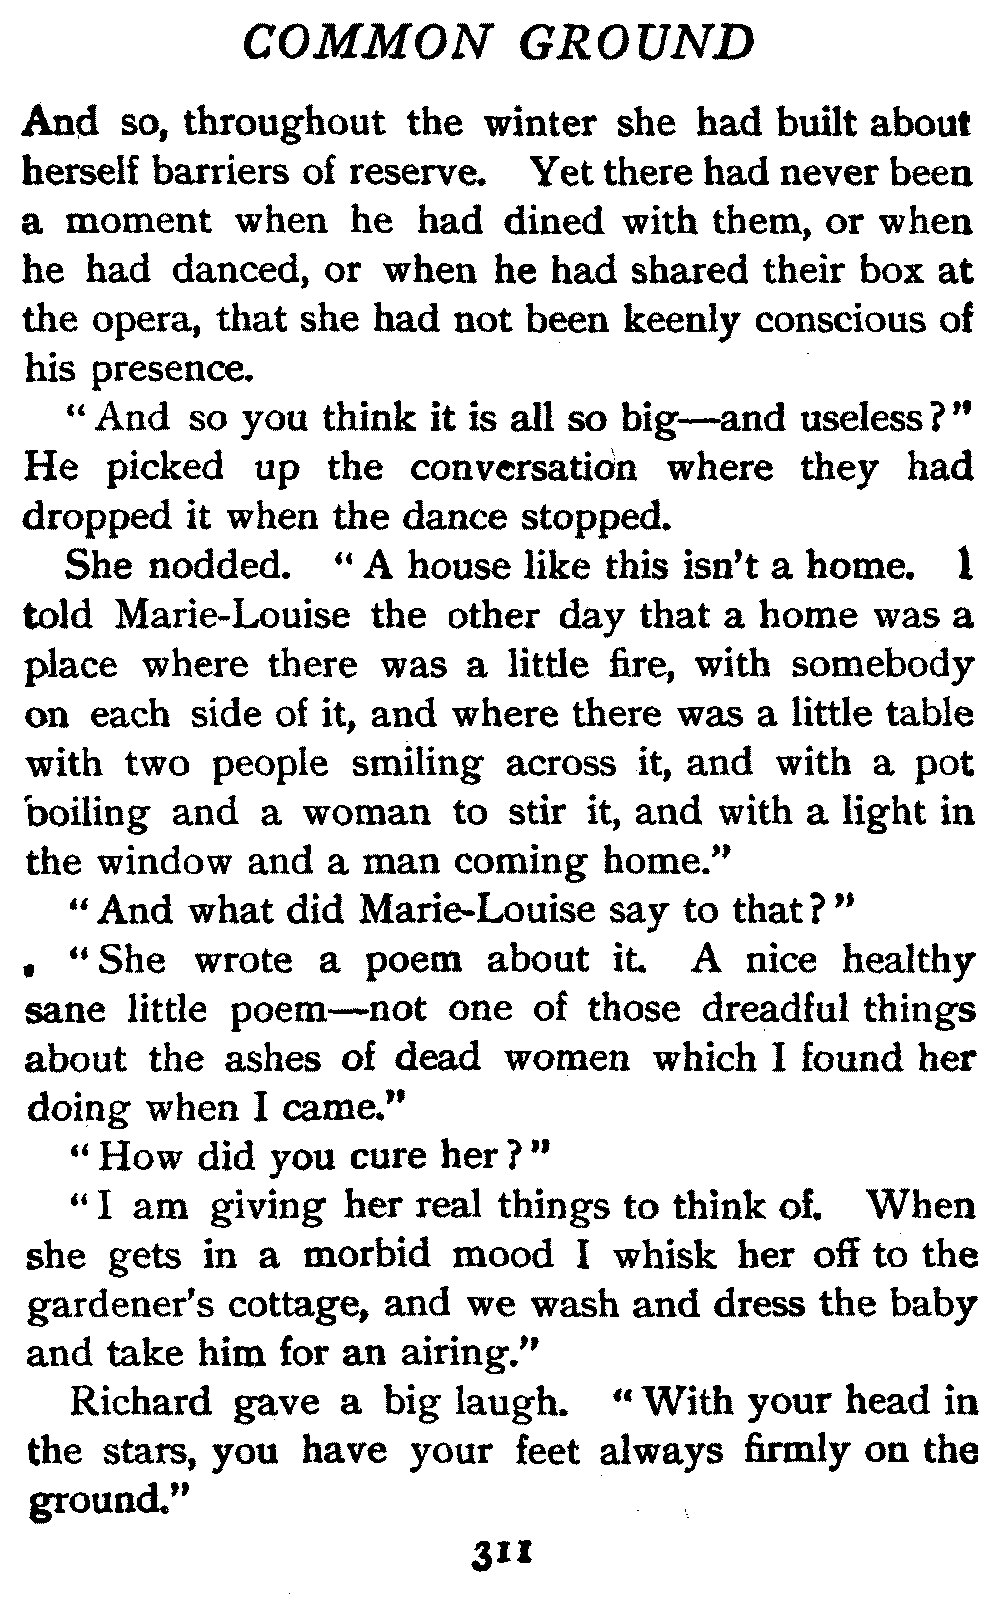 COMMON GROUND
And so, throughout the winter she had built about
herself barriers of reserve. Yet there had never been
a moment when he had dined with them, or when
he had danced, or when he had shared their box at
the opera, that she had not been keenly conscious of
his presence.
"And so you think it is all so big—and useless?"
He picked up the conversation where they had
dropped it when the dance stopped.
She nodded. "A house like this isn't a home. I
told Marie-Louise the other day that a home was a
place where there was a little fire, with somebody
on each side of it, and where there was a little table
with two people smiling across it, and with a pot
boiling and a woman to stir it, and with a light in
the window and a man coming home."
"And what did Marie-Louise say to that?"
"She wrote a poem about it. A nice healthy
sane little poem—not one of those dreadful things
about the ashes of dead women which I found her
doing when I came."
"How did you cure her?"
"I am giving her real things to think of. When
she gets in a morbid mood I whisk her off to the
gardener's cottage, and we wash and dress the baby
and take him for an airing."
Richard gave a big laugh. "With your head in
the stars, you have your feet always firmly on the
ground."
311